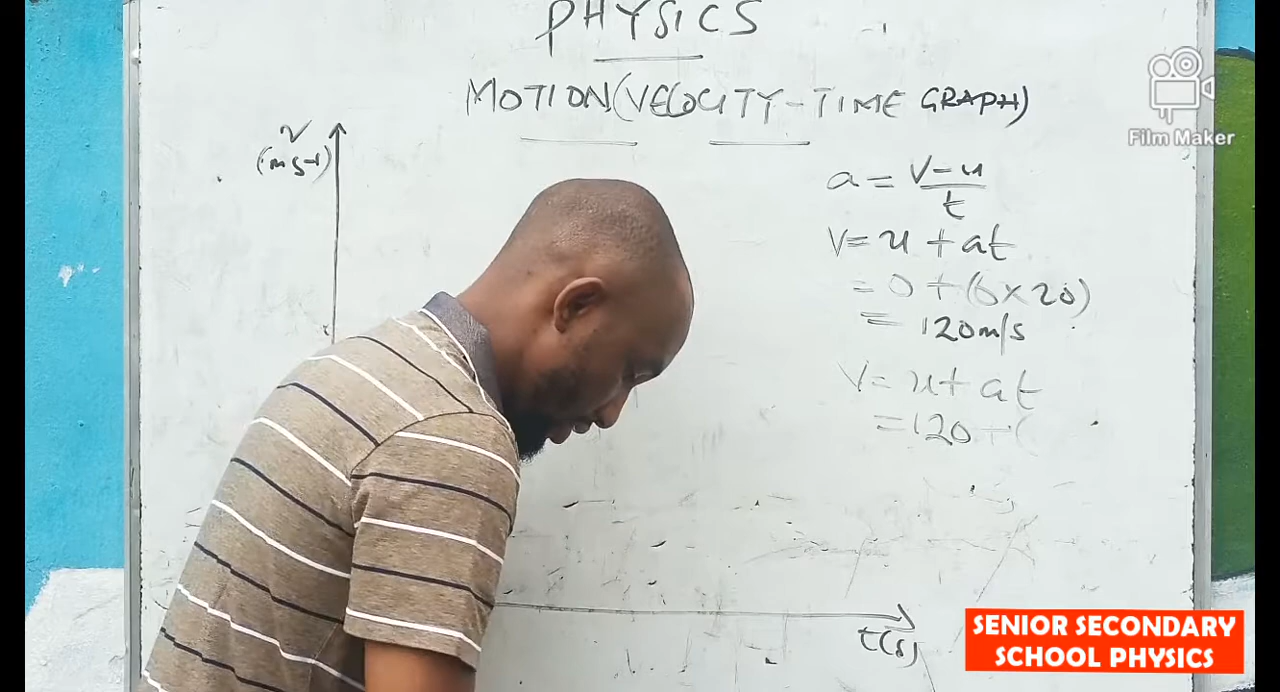 PHYSICS
MOTION (VELOCITY-TIME GRAPH)
Film Maker
v
(ms-1)
a = v-u
t
v = u + at
= 0 + (6 x 20)
= 120m/s
v = u + at
= 120 + (
t(s)
SENIOR SECONDARY
SCHOOL PHYSICS